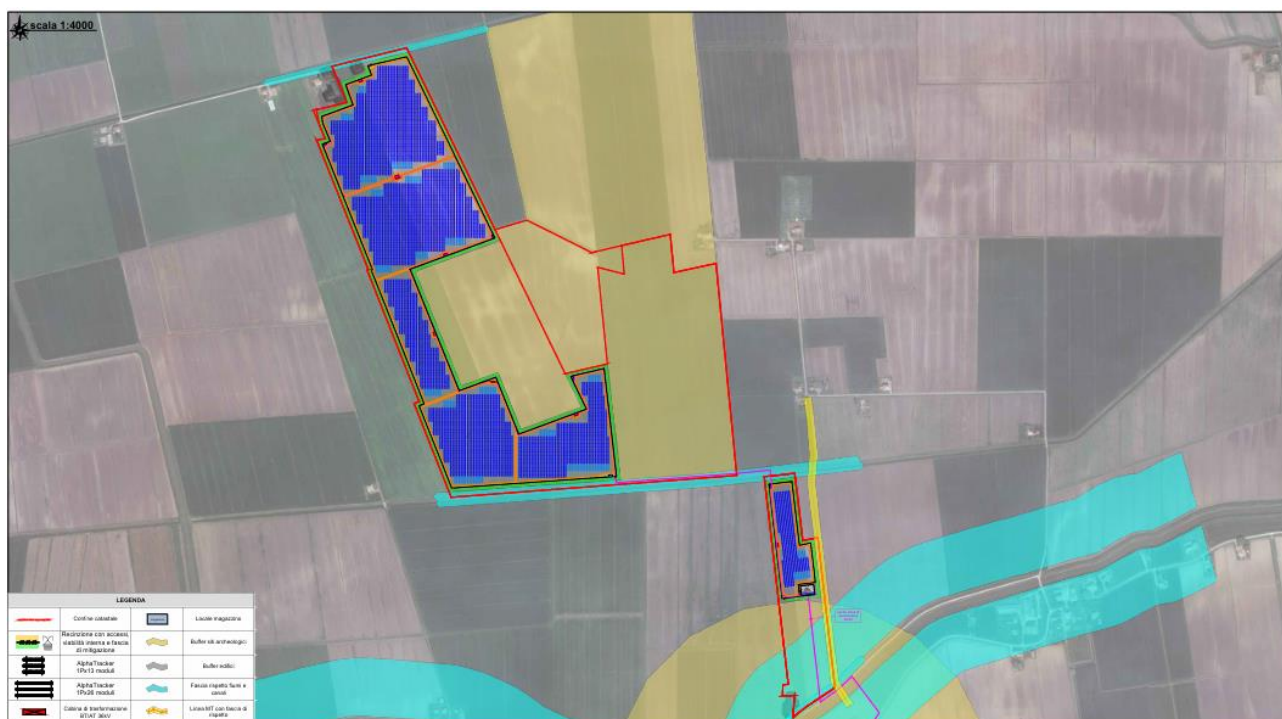 scala 1:4000
LEGENDA
Confine catastale
Locale magazzino
Recinzione con accessi,
viabilità interna e fascia
di mitigazione
Buffer siti archeologici
AlphaTracker
1Px13 moduli
Buffer edifici
AlphaTracker
1Px26 moduli
Fascia rispetto fiumi e
canali
Cabina di trasformazione
BT/AT 36kV
Linea MT con fascia di
rispetto